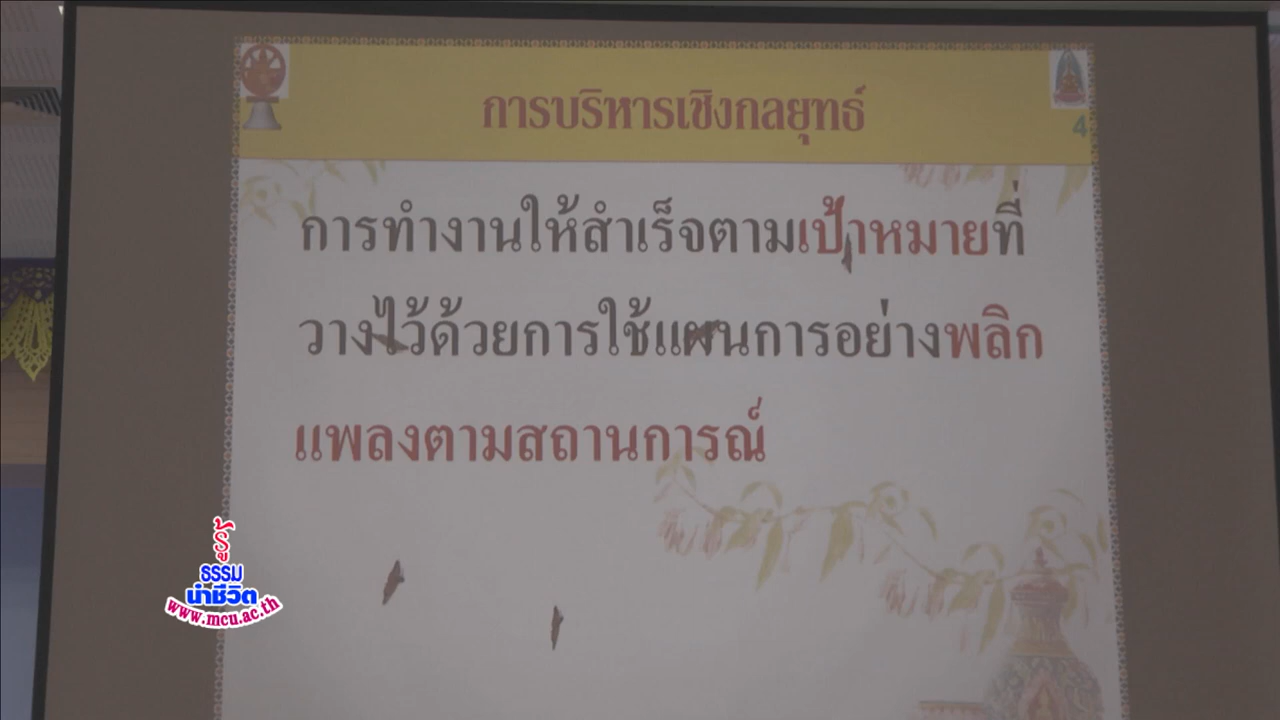 การบริหารเชิงกลยุทธ์
4
การทำงานให้สำเร็จตามเป้าหมายที่
วางไว้ด้วยการใช้แผนการอย่างพลิก
แพลงตามสถานการณ์
รู้
ธรรม
นำชีวิต
www.mcu.ac.th